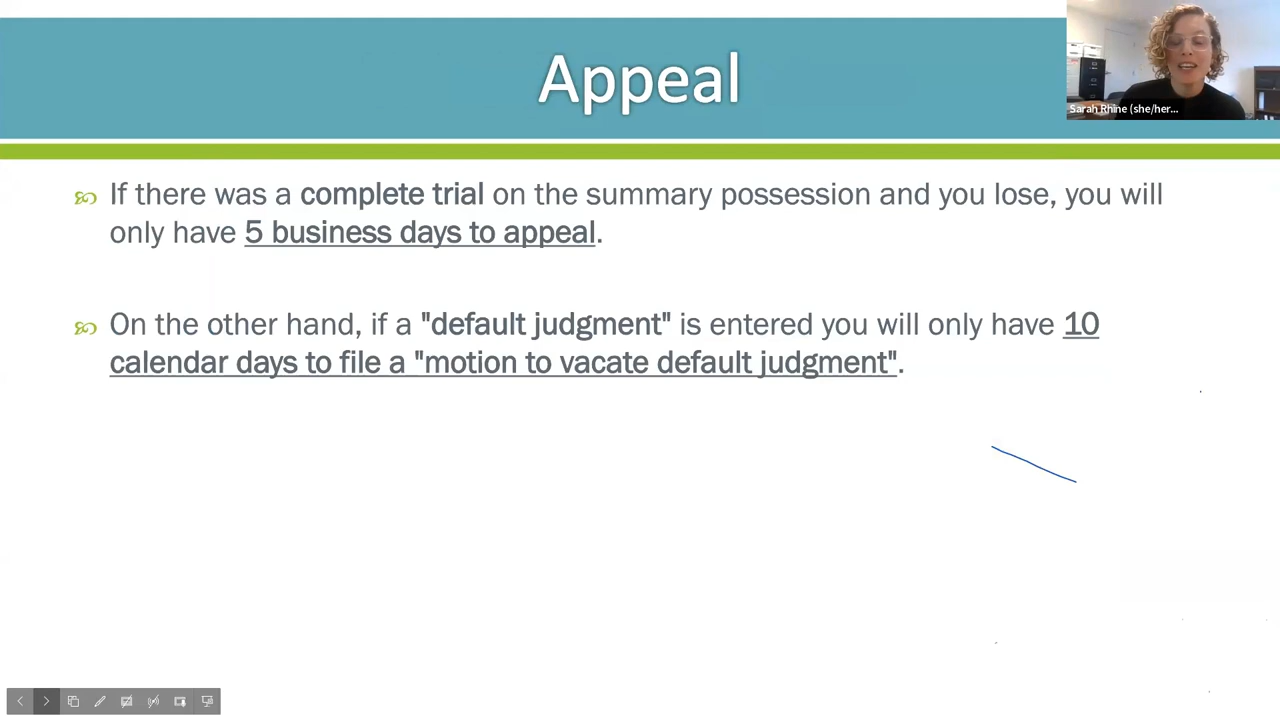 Appeal
Sarah Rhine (she/her...
If there was a complete trial on the summary possession and you lose, you will
only have 5 business days to appeal.
On the other hand, if a "default judgment" is entered you will only have 10
calendar days to file a "motion to vacate default judgment".